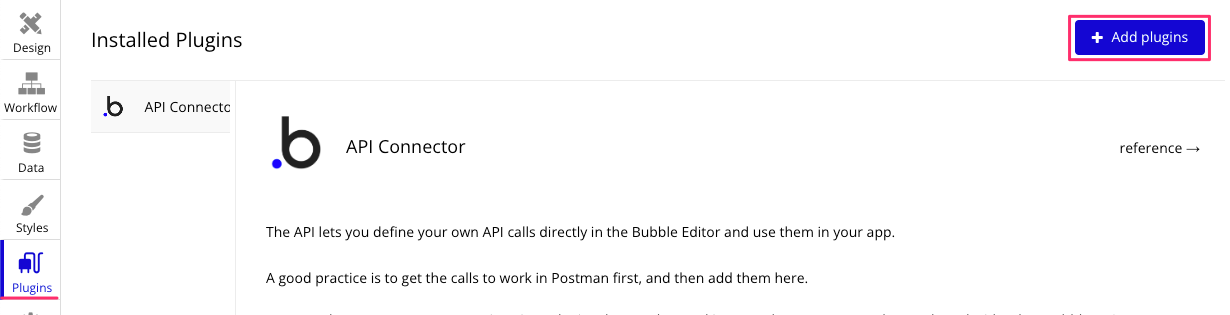 Design
Workflow
Data
Styles
Plugins
Installed Plugins
+ Add plugins
API Connecto
API Connector
reference →
The API lets you define your own API calls directly in the Bubble Editor and use them in your app.
A good practice is to get the calls to work in Postman first, and then add them here.